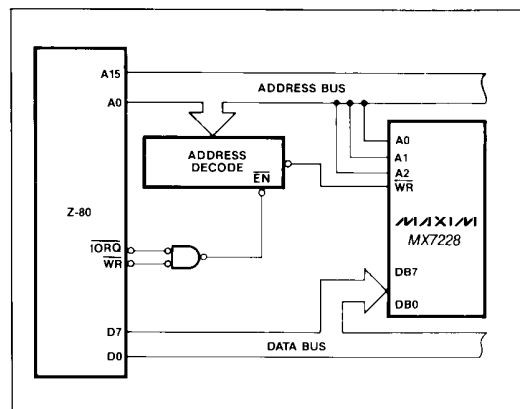 A15
ADDRESS BUS
A0
ADDRESS
DECODE
EN
A0
A1
A2
WR
Z-80
IORQ
WR
MAXIM
MX7228
DB7
DB0
D7
DATA BUS
D0